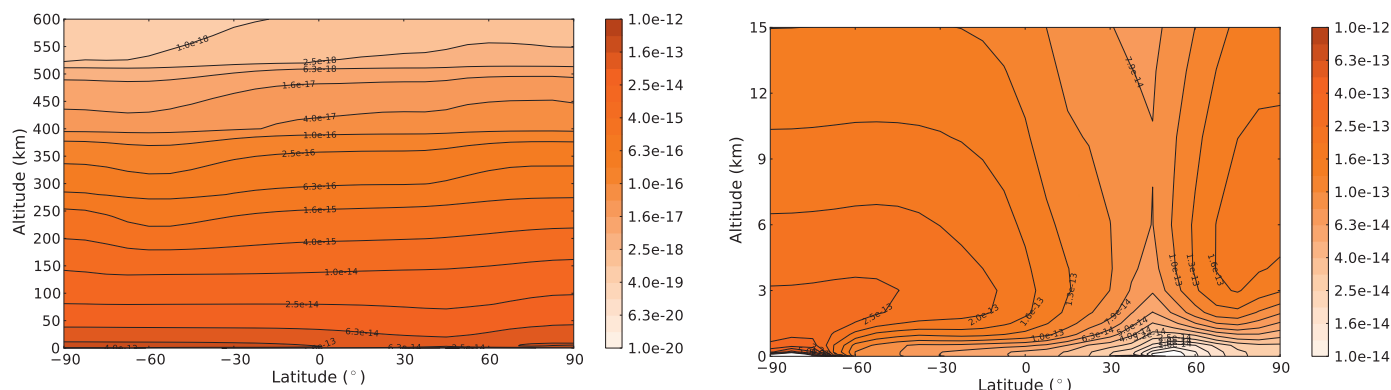 600
550
500
450
400
350
300
250
200
150
100
50
0
Altitude (km)
−90
−60
−30
0
30
60
90
Latitude (°)
1.0e-18
2.5e-18
6.3e-18
1.6e-17
4.0e-17
1.0e-16
2.5e-16
6.3e-16
1.6e-15
4.0e-15
1.0e-14
2.5e-14
6.3e-14
1.0e-12
1.6e-13
2.5e-14
4.0e-15
6.3e-16
1.0e-16
1.6e-17
2.5e-18
4.0e-19
6.3e-20
1.0e-20
15
12
9
6
3
0
Altitude (km)
−90
−60
−30
0
30
60
90
Latitude (°)
7.9e-14
2.5e-13
2.0e-13
1.6e-13
1.3e-13
1.0e-13
1.3e-13
1.6e-13
7.9e-14
1.0e-13
6.3e-14
1.0e-12
6.3e-13
4.0e-13
2.5e-13
1.6e-13
1.0e-13
6.3e-14
4.0e-14
2.5e-14
1.6e-14
1.0e-14